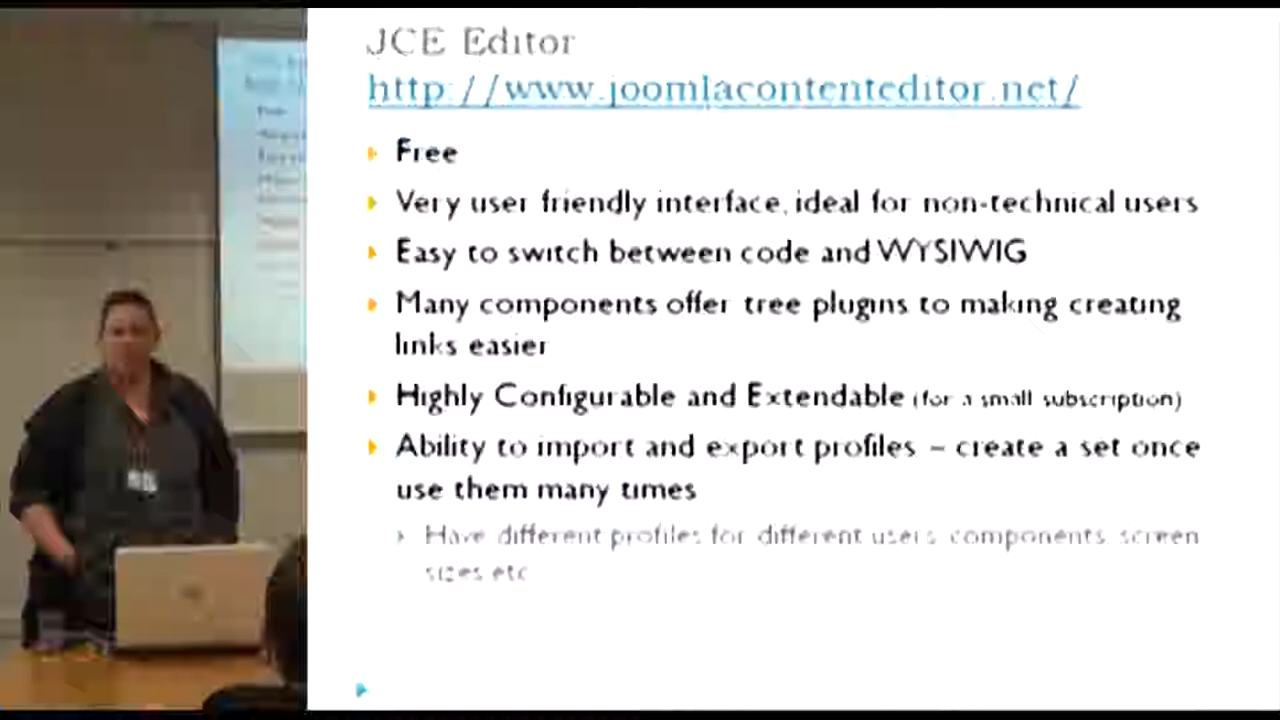 JCE Editor
http://www.joomlacontenteditor.net/
Free
Very user friendly interface, ideal for non-technical users
Easy to switch between code and WYSIWIG
Many components offer tree plugins to making creating
links easier
Highly Configurable and Extendable (for a small subscription)
Ability to import and export profiles – create a set once
use them many times
Have different profiles for different users, components, screen
sizes etc